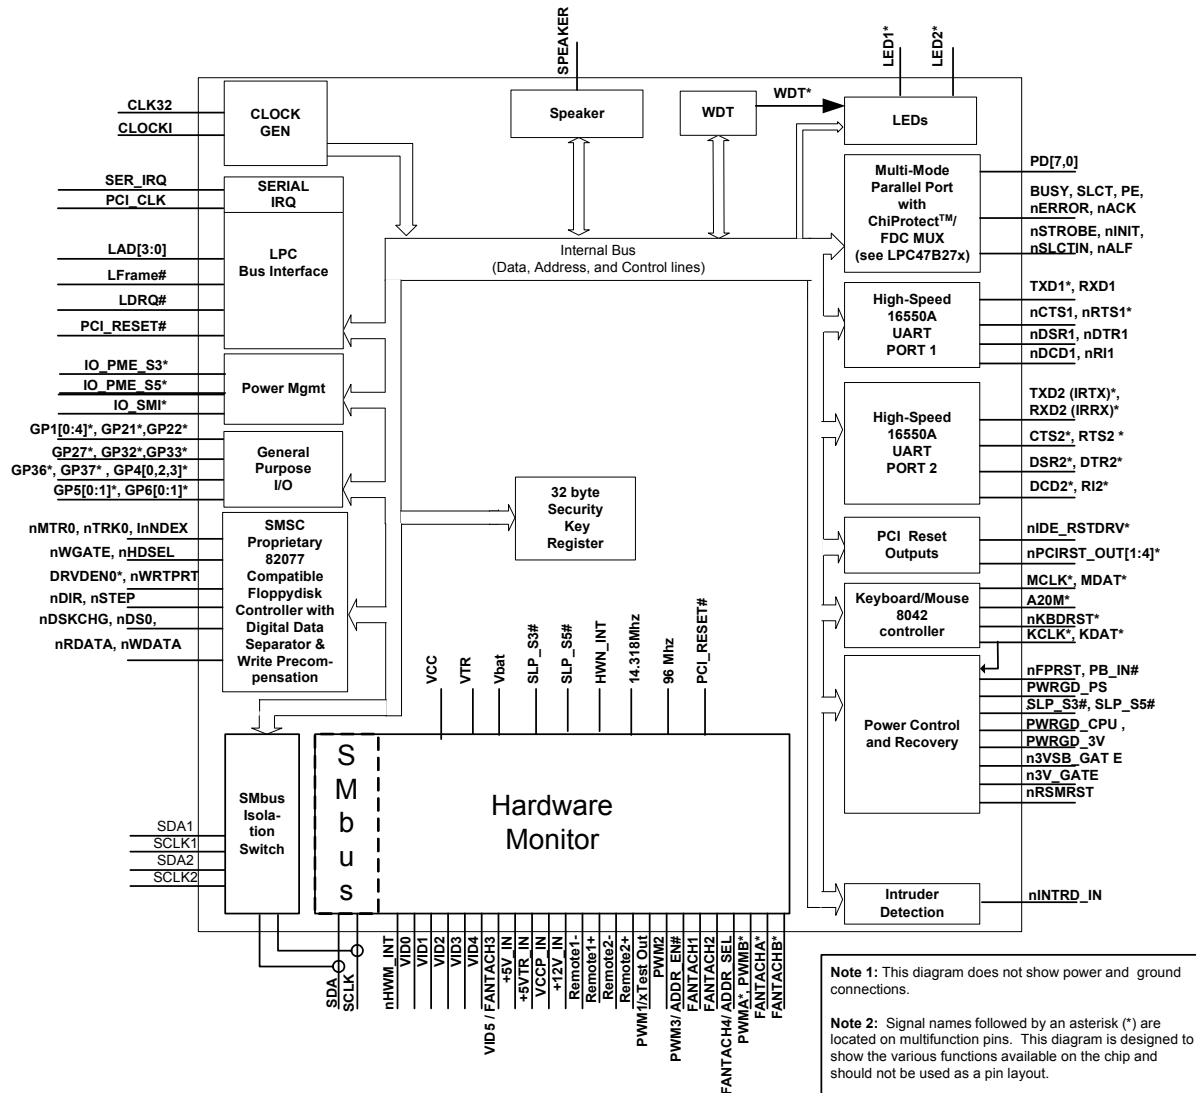 SPEAKER
LED1*
LED2*
CLK32
CLOCKI
CLOCK
GEN
Speaker
WDT
WDT*
LEDs
SER_IRQ
PCI_CLK
SERIAL
IRQ
LAD[3:0]
LFrame#
LDRQ#
PCI_RESET#
LPC
Bus Interface
Internal Bus
(Data, Address, and Control lines)
Multi-Mode
Parallel Port
with
ChiProtectTM/
FDC MUX
(see LPC47B27x)
PD[7,0]
BUSY, SLCT, PE,
nERROR, nACK
nSTROBE, nINIT,
nSLCTIN, nALF
High-Speed
16550A
UART
PORT 1
TXD1*, RXD1
nCTS1, nRTS1*
nDSR1, nDTR1
nDCD1, nRI1
IO_PME_S3*
IO_PME_S5*
IO_SMI*
Power Mgmt
High-Speed
16550A
UART
PORT 2
TXD2 (IRTX)*,
RXD2 (IRRX)*
CTS2*, RTS2 *
DSR2*, DTR2*
DCD2*, RI2*
GP1[0:4]*, GP21*,GP22*
GP27*, GP32*,GP33*
GP36*, GP37* , GP4[0,2,3]*
GP5[0:1]*, GP6[0:1]*
General
Purpose
I/O
32 byte
Security
Key
Register
nMTR0, nTRK0, InNDEX
nWGATE, nHDSEL
DRVDEN0*, nWRTPRT
nDIR, nSTEP
nDSKCHG, nDS0,
nRDATA, nWDATA
SMSC
Proprietary
82077
Compatible
Floppydisk
Controller with
Digital Data
Separator &
Write Precom-
pensation
PCI Reset
Outputs
nIDE_RSTDRV*
nPCIRST_OUT[1:4]*
Keyboard/Mouse
8042
controller
MCLK*, MDAT*
A20M*
nKBDRST*
KCLK*, KDAT*
Power Control
and Recovery
nFPRST, PB_IN#
PWRGD_PS
SLP_S3#, SLP_S5#
PWRGD_CPU ,
PWRGD_3V
n3VSB_GAT E
n3V_GATE
nRSMRST
VCC
VTR
Vbat
SLP_S3#
SLP_S5#
HWN_INT
14.318Mhz
96 Mhz
PCI_RESET#
SMbus
Isola-
tion
Switch
SDA1
SCLK1
SDA2
SCLK2
S
M
b
u
s
Hardware
Monitor
Intruder
Detection
nINTRD_IN
SDA
SCLK
nHWM_INT
VID0
VID1
VID2
VID3
VID4
VID5 / FANTACH3
+5V_IN
+5VTR_IN
VCCP_IN
+12V_IN
Remote1-
Remote1+
Remote2-
Remote2+
PWM1/xTest Out
PWM2
PWM3/ ADDR_EN#
FANTACH1
FANTACH2
FANTACH4/ ADDR_SEL
PWMA*, PWMB*
FANTACHA*
FANTACHB*
Note 1: This diagram does not show power and ground
connections.
Note 2: Signal names followed by an asterisk (*) are
located on multifunction pins. This diagram is designed to
show the various functions available on the chip and
should not be used as a pin layout.